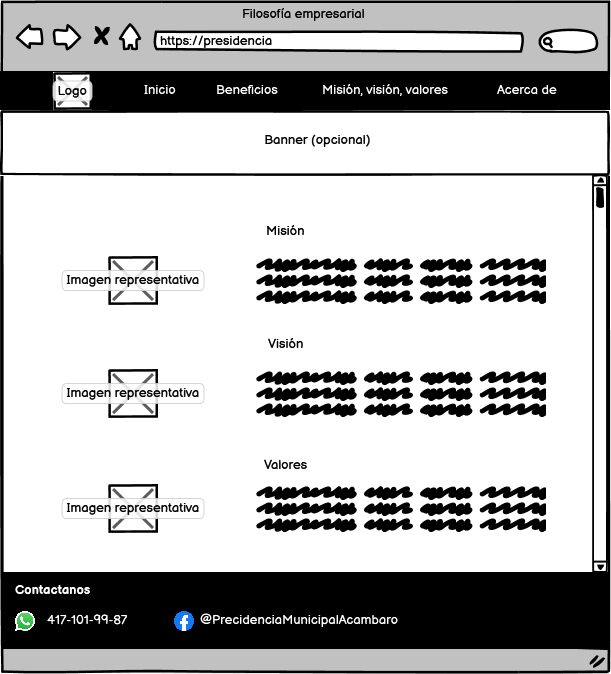 Filosofía empresarial
https://presidencia
Logo Inicio Beneficios Misión, visión, valores Acerca de
Banner (opcional)
Misión
Imagen representativa
Visión
Imagen representativa
Valores
Imagen representativa
Contactanos
417-101-99-87 @PrecidenciaMunicipalAcambaro